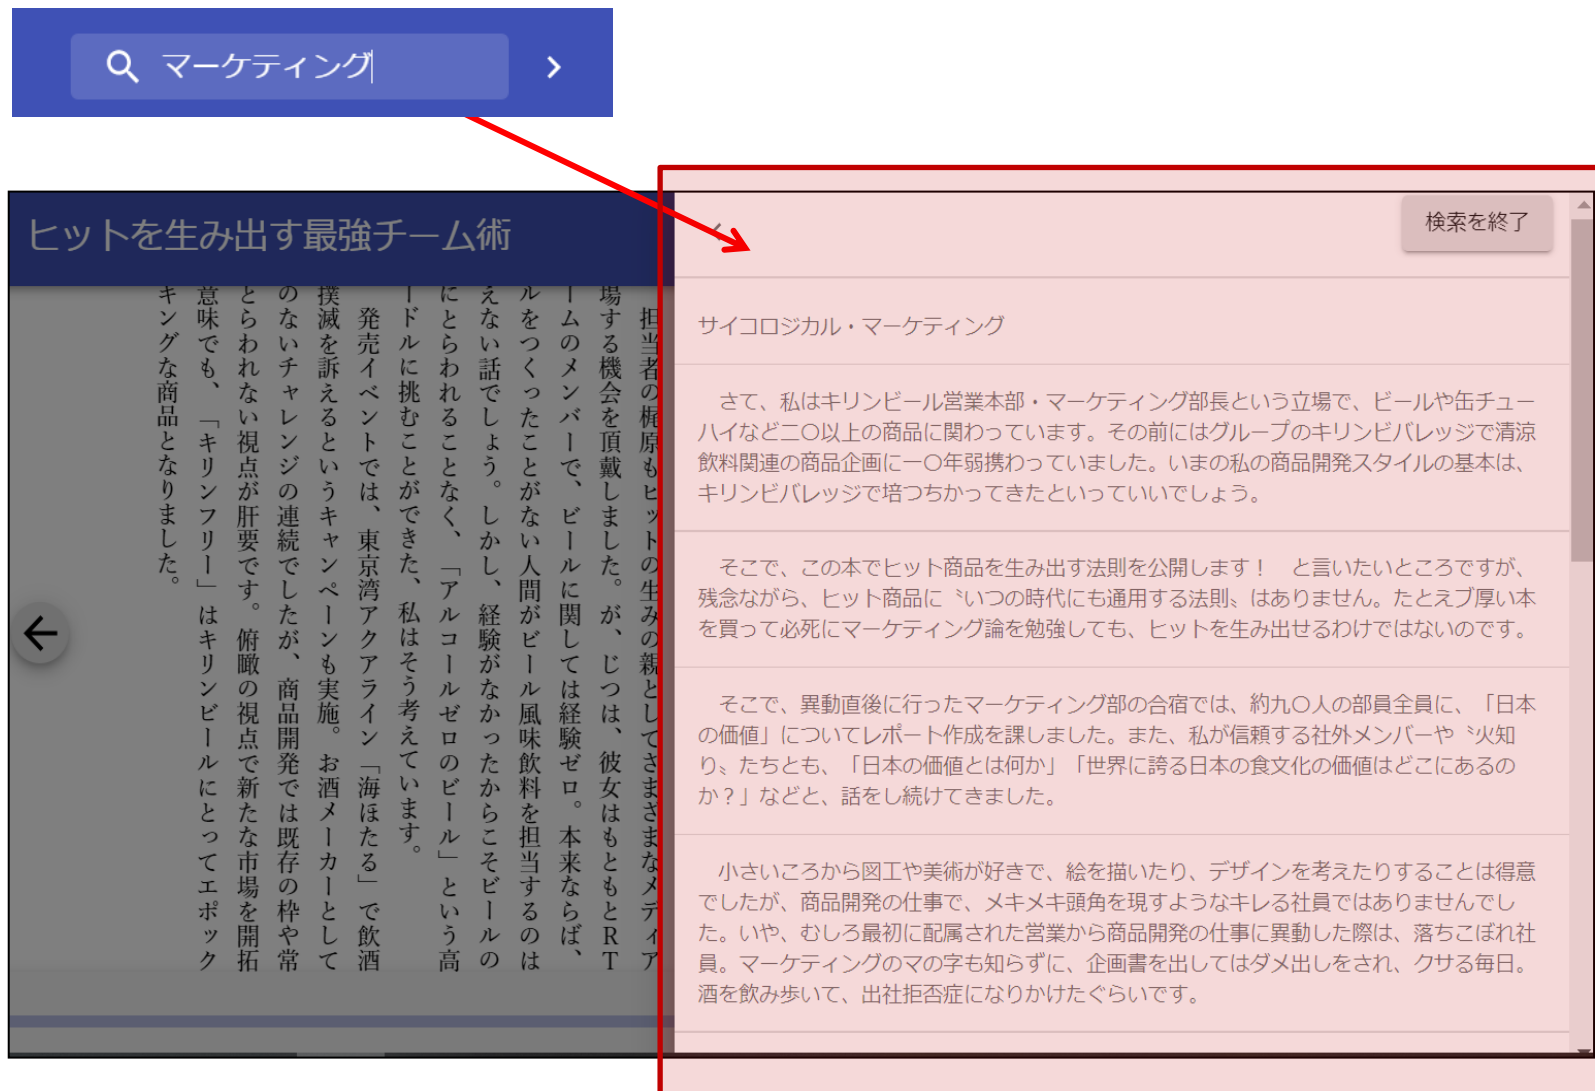 マーケティング
ヒットを生み出す最強チーム術
担当者の梶原もヒットの生みの親としてさまざまなメディア
場する機会を頂戴しました。が、じつは、彼女はもともとRT
ームのメンバーで、ビールに関しては経験ゼロ。本来ならば、
ルをつくったことがない人間がビール風味飲料を担当するのは
えない話でしょう。しかし、経験がなかったからこそビールの
にとらわれることなく、「アルコールゼロのビール」という高
ードルに挑むことができた、私はそう考えています。
発売イベントでは、東京湾アクアライン「海ほたる」で飲酒
撲滅を訴えるというキャンペーンも実施。お酒メーカーとして
のないチャレンジの連続でしたが、商品開発では既存の枠や常
とらわれない視点が肝要です。俯瞰の視点で新たな市場を開拓
意味でも、「キリンフリー」はキリンビールにとってエポック
キングな商品となりました。
検索を終了
サイコロジカル・マーケティング
さて、私はキリンビール営業本部・マーケティング部長という立場で、ビールや缶チュー
ハイなど二〇以上の商品に関わっています。その前にはグループのキリンビバレッジで清涼
飲料関連の商品企画に一〇年弱携わっていました。いまの私の商品開発スタイルの基本は、
キリンビバレッジで培つちかってきたといっていいでしょう。
そこで、この本でヒット商品を生み出す法則を公開します！　と言いたいところですが、
残念ながら、ヒット商品に〝いつの時代にも通用する法則〟はありません。たとえブ厚い本
を買って必死にマーケティング論を勉強しても、ヒットを生み出せるわけではないのです。
そこで、異動直後に行ったマーケティング部の合宿では、約九〇人の部員全員に、「日本
の価値」についてレポート作成を課しました。また、私が信頼する社外メンバーや〝火知
り〟たちとも、「日本の価値とは何か」「世界に誇る日本の食文化の価値はどこにあるの
か？」などと、話をし続けてきました。
小さいころから図工や美術が好きで、絵を描いたり、デザインを考えたりすることは得意
でしたが、商品開発の仕事で、メキメキ頭角を現すようなキレる社員ではありませんでし
た。いや、むしろ最初に配属された営業から商品開発の仕事に異動した際は、落ちこぼれ社
員。マーケティングのマの字も知らずに、企画書を出してはダメ出しをされ、クサる毎日。
酒を飲み歩いて、出社拒否症になりかけたぐらいです。